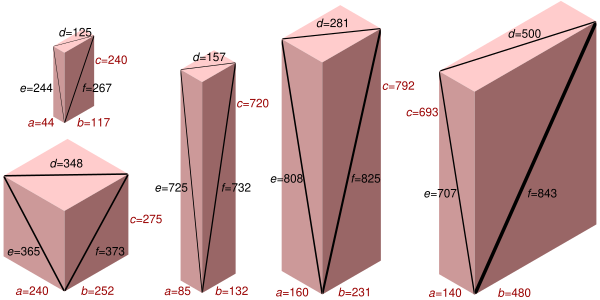 d=125
c=240
e=244
f=267
a=44
b=117
d=348
c=275
e=365
f=373
a=240
b=252
d=157
c=720
e=725
f=732
a=85
b=132
d=281
c=792
e=808
f=825
a=160
b=231
d=500
c=693
e=707
f=843
a=140
b=480